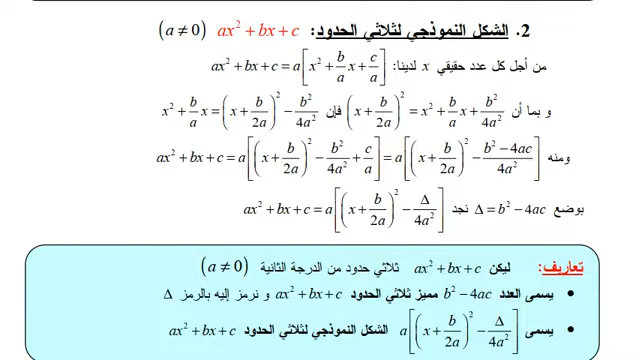 2. الشكل النموذجي لثلاثي الحدود: ax² + bx + c (a ≠ 0)
من أجل كل عدد حقيقي x لدينا: ax² + bx + c = a[x² + (b/a)x + c/a]
و بما أن (x + b/2a)² = x² + (b/a)x + b²/4a² فإن x² + (b/a)x = (x + b/2a)² − b²/4a²
ومنه ax² + bx + c = a[(x + b/2a)² − b²/4a² + c/a] = a[(x + b/2a)² − (b² − 4ac)/4a²]
بوضع Δ = b² − 4ac نجد ax² + bx + c = a[(x + b/2a)² − Δ/4a²]
تعاريف: ليكن ax² + bx + c ثلاثي حدود من الدرجة الثانية (a ≠ 0)
• يسمى العدد b² − 4ac مميز ثلاثي الحدود ax² + bx + c و نرمز إليه بالرمز Δ
• يسمى a[(x + b/2a)² − Δ/4a²] الشكل النموذجي لثلاثي الحدود ax² + bx + c